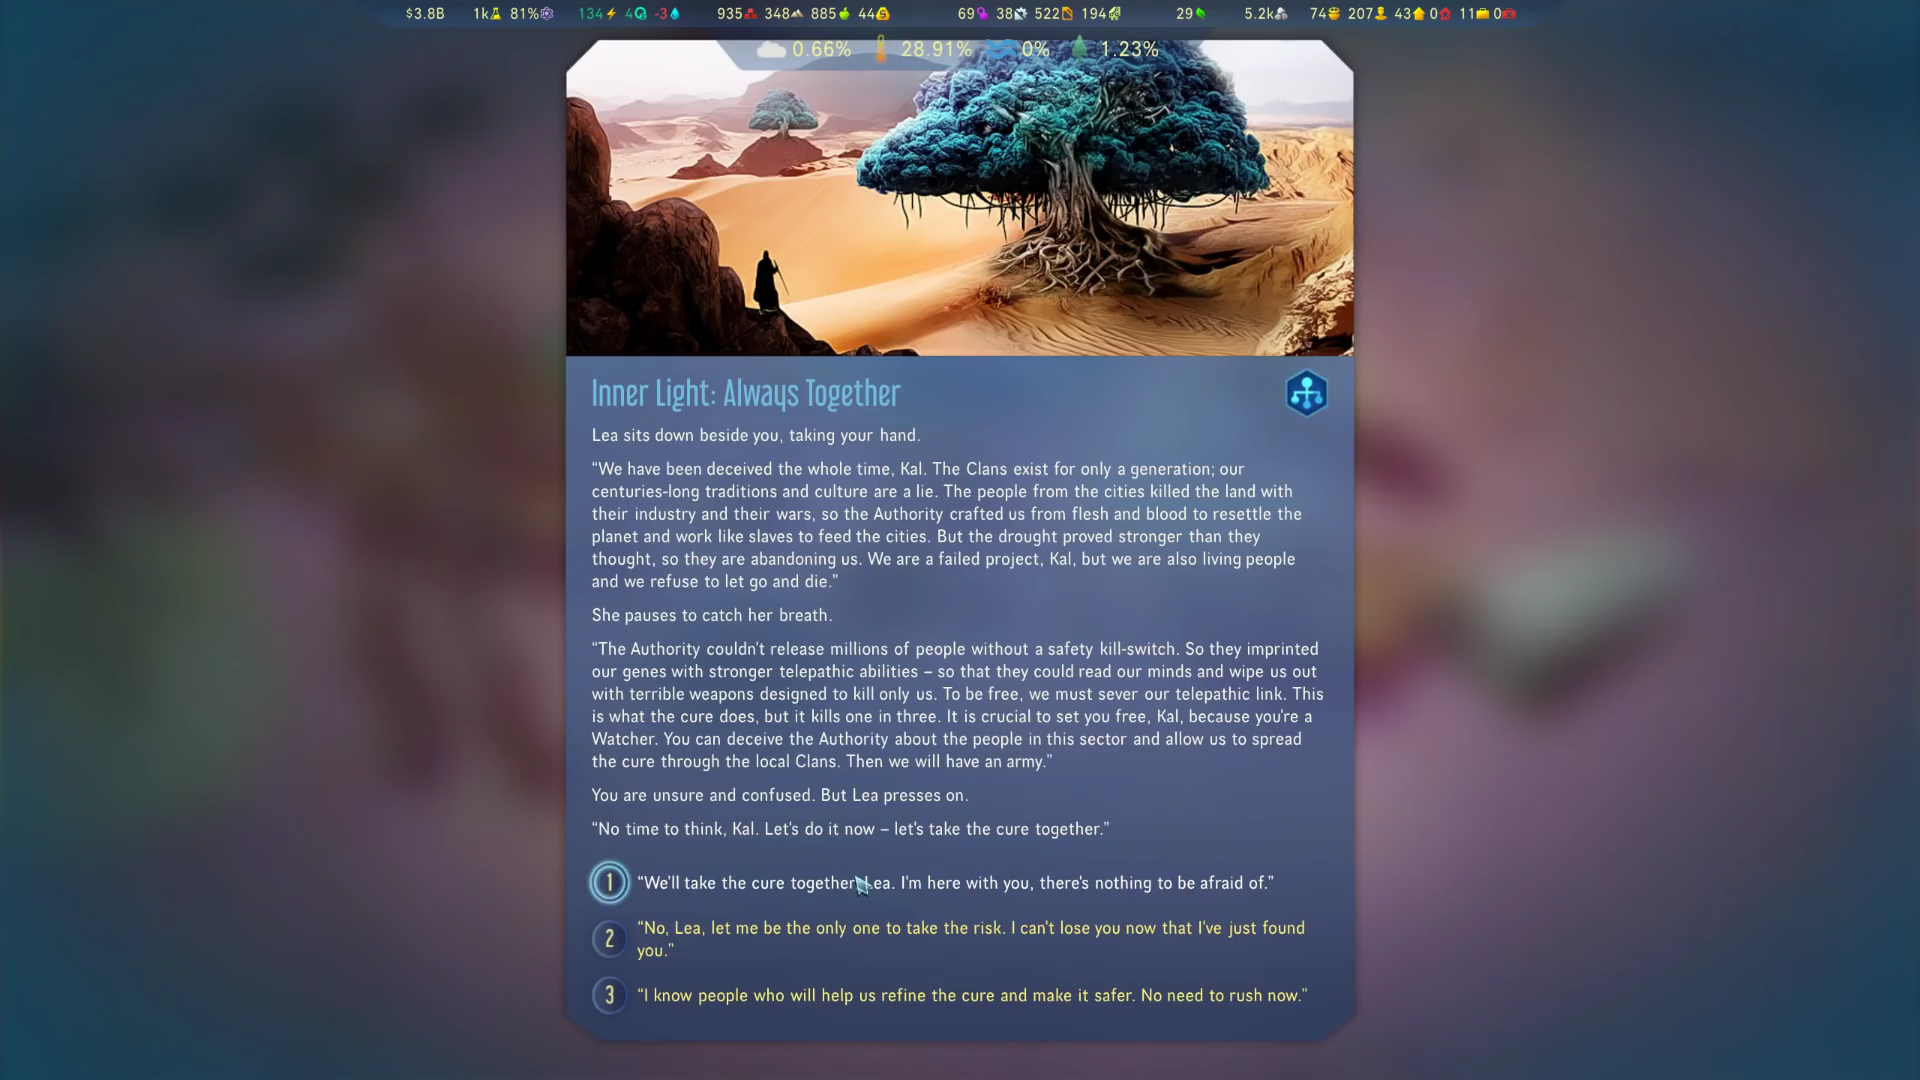 $3.8B 1k 81% 134 4 -3 935 348 885 44 69 38 522 194 29 5.2k 74 207 43 0 11 0
0.66% 28.91% 0% 1.23%
Inner Light: Always Together
Lea sits down beside you, taking your hand.
“We have been deceived the whole time, Kal. The Clans exist for only a generation; our
centuries-long traditions and culture are a lie. The people from the cities killed the land with
their industry and their wars, so the Authority crafted us from flesh and blood to resettle the
planet and work like slaves to feed the cities. But the drought proved stronger than they
thought, so they are abandoning us. We are a failed project, Kal, but we are also living people
and we refuse to let go and die.”
She pauses to catch her breath.
“The Authority couldn't release millions of people without a safety kill-switch. So they imprinted
our genes with stronger telepathic abilities – so that they could read our minds and wipe us out
with terrible weapons designed to kill only us. To be free, we must sever our telepathic link. This
is what the cure does, but it kills one in three. It is crucial to set you free, Kal, because you're a
Watcher. You can deceive the Authority about the people in this sector and allow us to spread
the cure through the local Clans. Then we will have an army.”
You are unsure and confused. But Lea presses on.
“No time to think, Kal. Let's do it now – let's take the cure together.”
1 “We'll take the cure together, Lea. I'm here with you, there's nothing to be afraid of.”
2 “No, Lea, let me be the only one to take the risk. I can't lose you now that I've just found
you.”
3 “I know people who will help us refine the cure and make it safer. No need to rush now.”